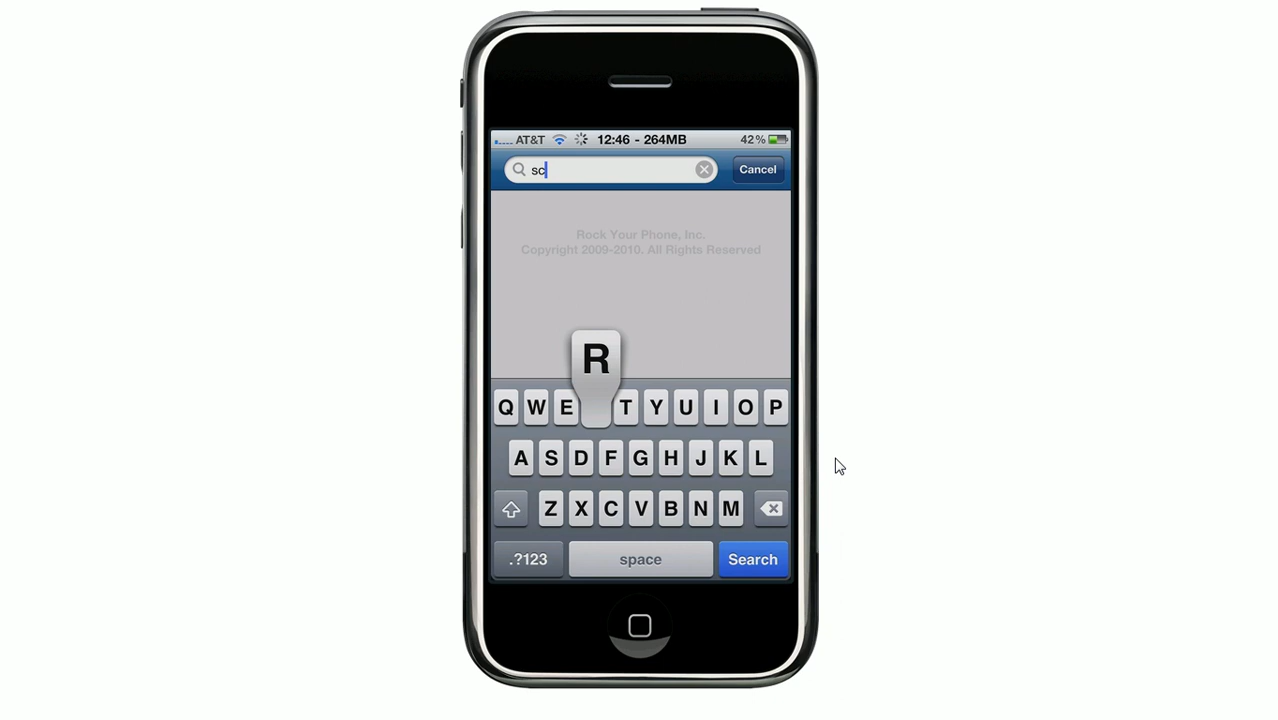 AT&T 12:46 - 264MB 42%
sc Cancel
Rock Your Phone, Inc.
Copyright 2009-2010. All Rights Reserved
R
Q W E T Y U I O P
A S D F G H J K L
Z X C V B N M
.?123 space Search